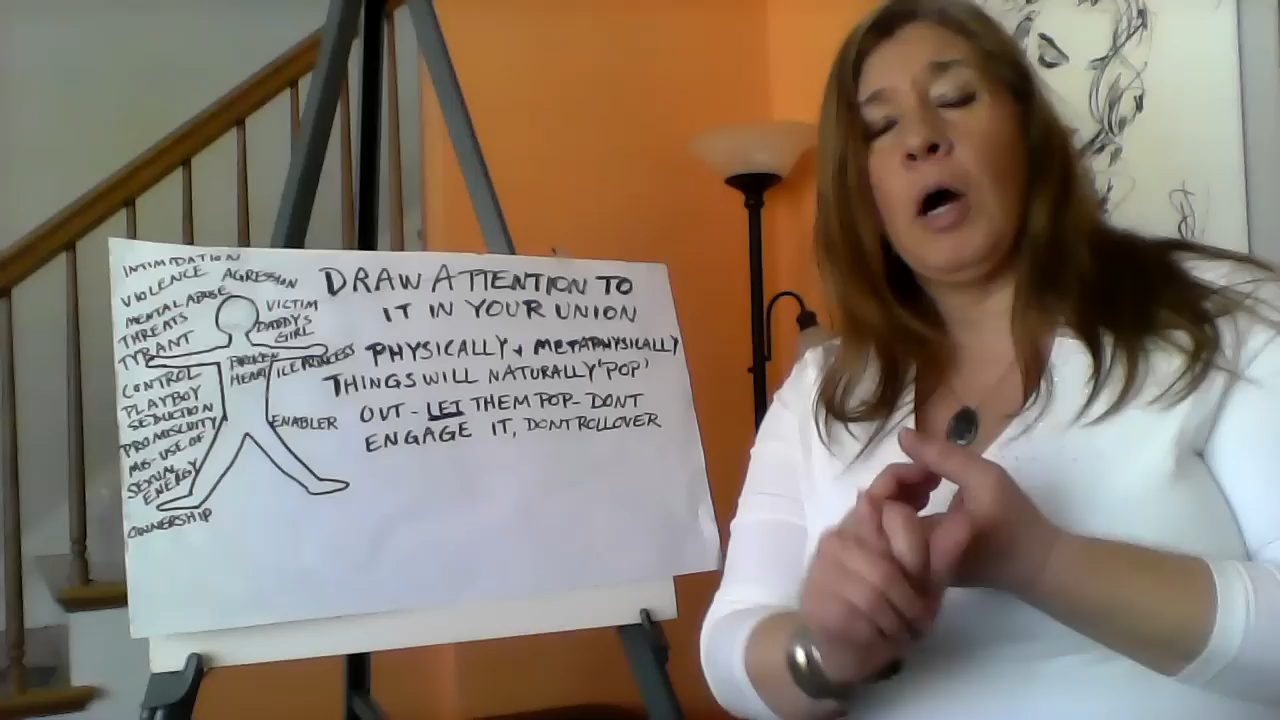 INTIMIDATION
VIOLENCE AGRESSION
MENTAL ABUSE
THREATS
TYRANT
CONTROL
PLAYBOY
SEDUCTION
PROMISCUITY
MIS-USE OF
SEXUAL
ENERGY
OWNERSHIP
VICTIM
DADDY'S
GIRL
BROKEN
HEART
ICE PRINCESS
ENABLER
DRAW ATTENTION TO
IT IN YOUR UNION
PHYSICALLY + METAPHYSICALLY
THINGS WILL NATURALLY 'POP'
OUT - LET THEM POP - DONT
ENGAGE IT, DONT ROLLOVER